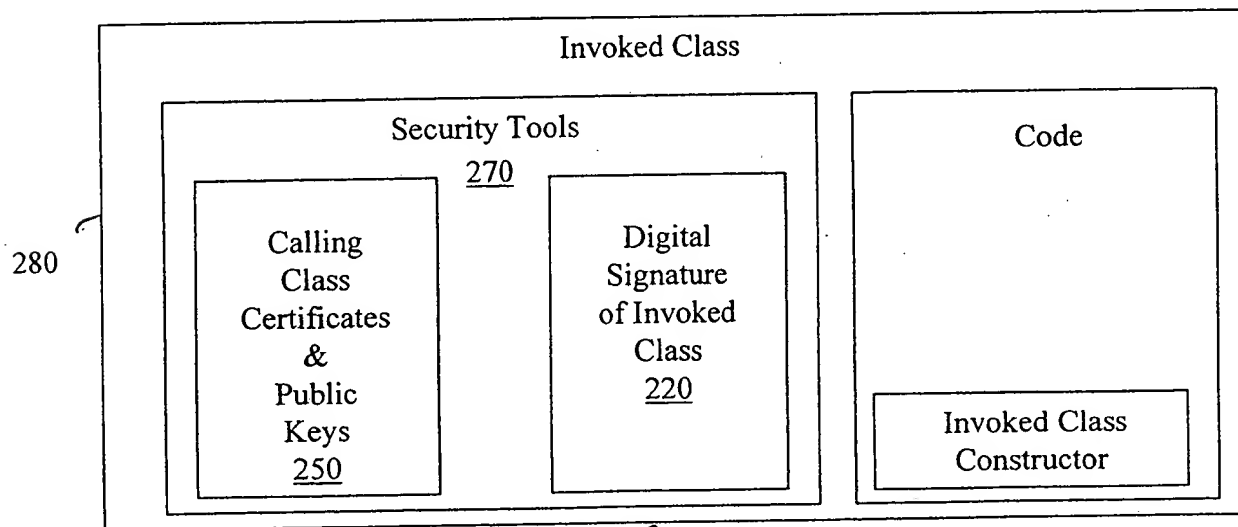 Invoked Class
Security Tools
270
Calling
Class
Certificates
&
Public
Keys
250
Digital
Signature
of Invoked
Class
220
Code
Invoked Class
Constructor
280